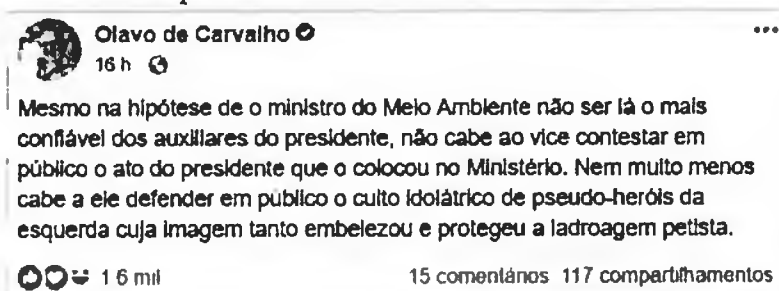 Olavo de Carvalho
16 h
Mesmo na hipótese de o ministro do Meio Ambiente não ser lá o mais
confiável dos auxiliares do presidente, não cabe ao vice contestar em
público o ato do presidente que o colocou no Ministério. Nem muito menos
cabe a ele defender em público o culto idolátrico de pseudo-heróis da
esquerda cuja imagem tanto embelezou e protegeu a ladroagem petista.
1 6 mil 15 comentários 117 compartilhamentos